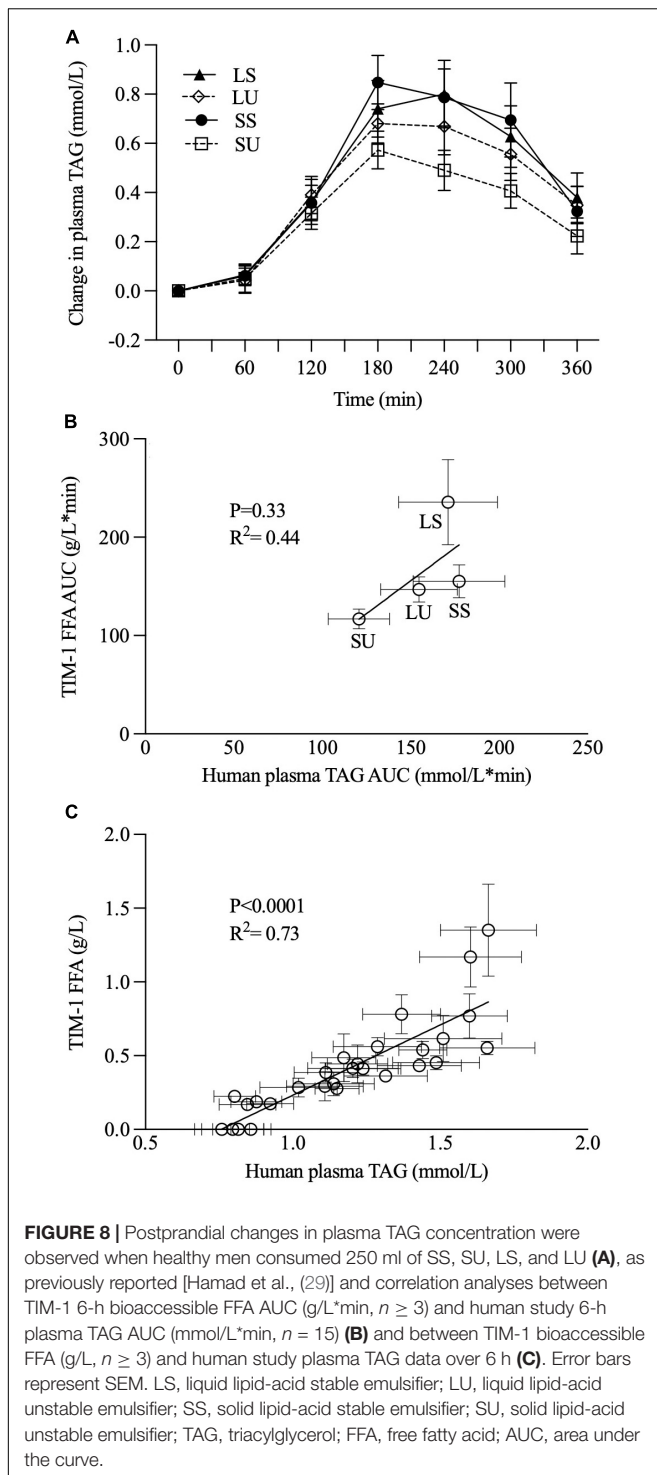 A
1.0
0.8
0.6
0.4
0.2
0.0
-0.2
Change in plasma TAG (mmol/L)
LS
LU
SS
SU
0 60 120 180 240 300 360
Time (min)
B
300
200
100
0
TIM-1 FFA AUC (g/L*min)
P=0.33
R²= 0.44
LS
LU
SS
SU
0 50 100 150 200 250
Human plasma TAG AUC (mmol/L*min)
C
2.0
1.5
1.0
0.5
0.0
TIM-1 FFA (g/L)
P<0.0001
R²= 0.73
0.5 1.0 1.5 2.0
Human plasma TAG (mmol/L)
FIGURE 8 | Postprandial changes in plasma TAG concentration were
observed when healthy men consumed 250 ml of SS, SU, LS, and LU (A), as
previously reported [Hamad et al., (29)] and correlation analyses between
TIM-1 6-h bioaccessible FFA AUC (g/L*min, n ≥ 3) and human study 6-h
plasma TAG AUC (mmol/L*min, n = 15) (B) and between TIM-1 bioaccessible
FFA (g/L, n ≥ 3) and human study plasma TAG data over 6 h (C). Error bars
represent SEM. LS, liquid lipid-acid stable emulsifier; LU, liquid lipid-acid
unstable emulsifier; SS, solid lipid-acid stable emulsifier; SU, solid lipid-acid
unstable emulsifier; TAG, triacylglycerol; FFA, free fatty acid; AUC, area under
the curve.